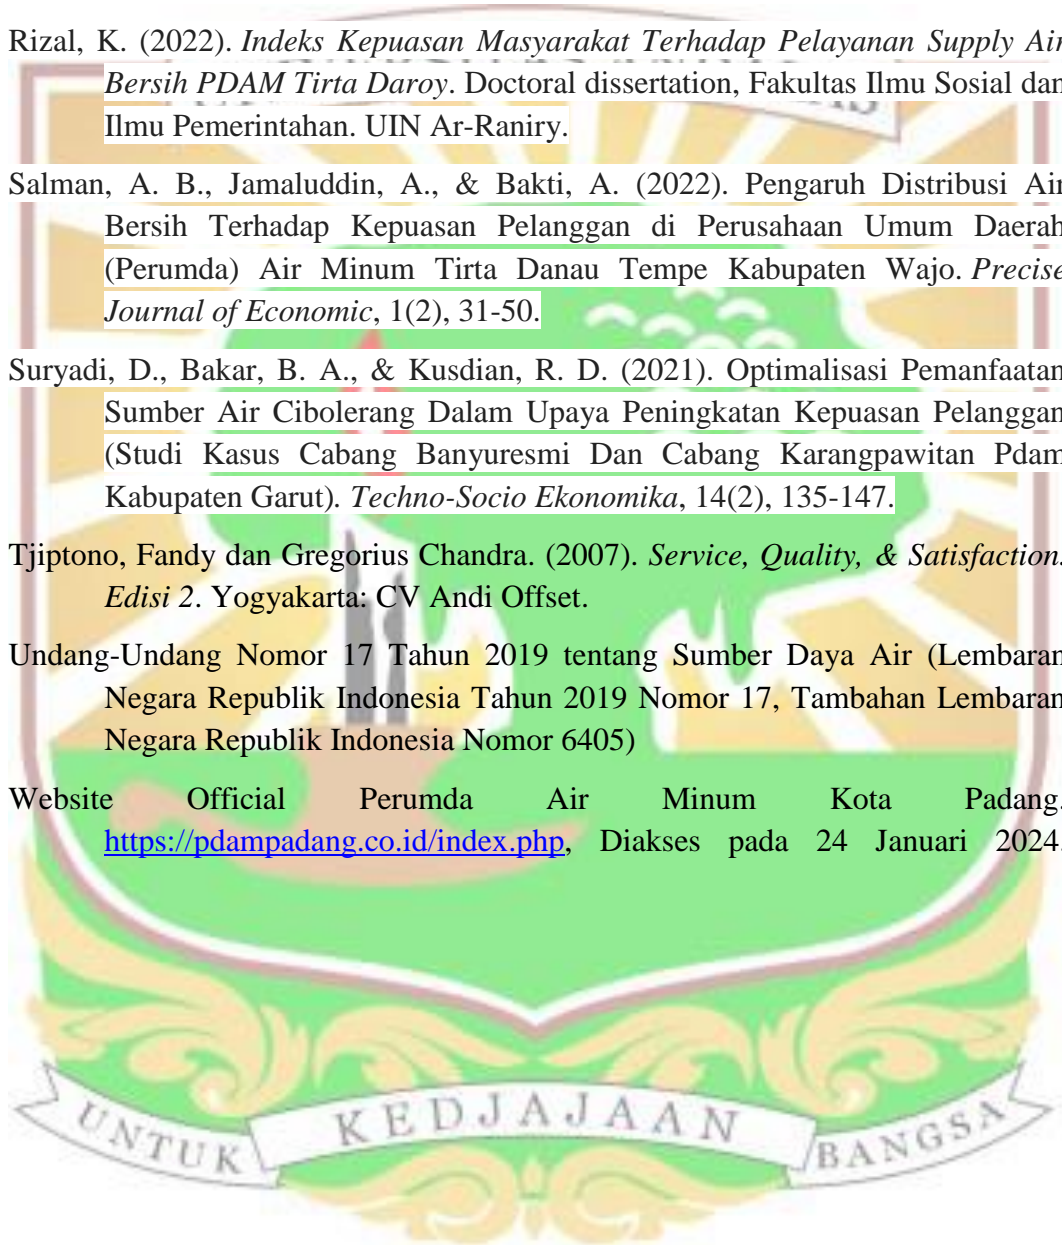 Rizal, K. (2022). Indeks Kepuasan Masyarakat Terhadap Pelayanan Supply Air
Bersih PDAM Tirta Daroy. Doctoral dissertation, Fakultas Ilmu Sosial dan
Ilmu Pemerintahan. UIN Ar-Raniry.
Salman, A. B., Jamaluddin, A., & Bakti, A. (2022). Pengaruh Distribusi Air
Bersih Terhadap Kepuasan Pelanggan di Perusahaan Umum Daerah
(Perumda) Air Minum Tirta Danau Tempe Kabupaten Wajo. Precise
Journal of Economic, 1(2), 31-50.
Suryadi, D., Bakar, B. A., & Kusdian, R. D. (2021). Optimalisasi Pemanfaatan
Sumber Air Cibolerang Dalam Upaya Peningkatan Kepuasan Pelanggan
(Studi Kasus Cabang Banyuresmi Dan Cabang Karangpawitan Pdam
Kabupaten Garut). Techno-Socio Ekonomika, 14(2), 135-147.
Tjiptono, Fandy dan Gregorius Chandra. (2007). Service, Quality, & Satisfaction.
Edisi 2. Yogyakarta: CV Andi Offset.
Undang-Undang Nomor 17 Tahun 2019 tentang Sumber Daya Air (Lembaran
Negara Republik Indonesia Tahun 2019 Nomor 17, Tambahan Lembaran
Negara Republik Indonesia Nomor 6405)
Website Official Perumda Air Minum Kota Padang.
https://pdampadang.co.id/index.php, Diakses pada 24 Januari 2024.
UNTUK KEDJAJAAN BANGSA